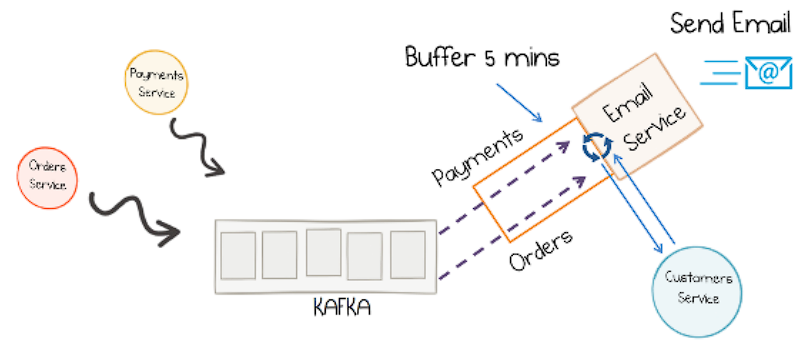 Send Email
@
Buffer 5 mins
Payments
Service
Email
Service
Payments
Orders
Service
Orders
Customers
Service
KAFKA